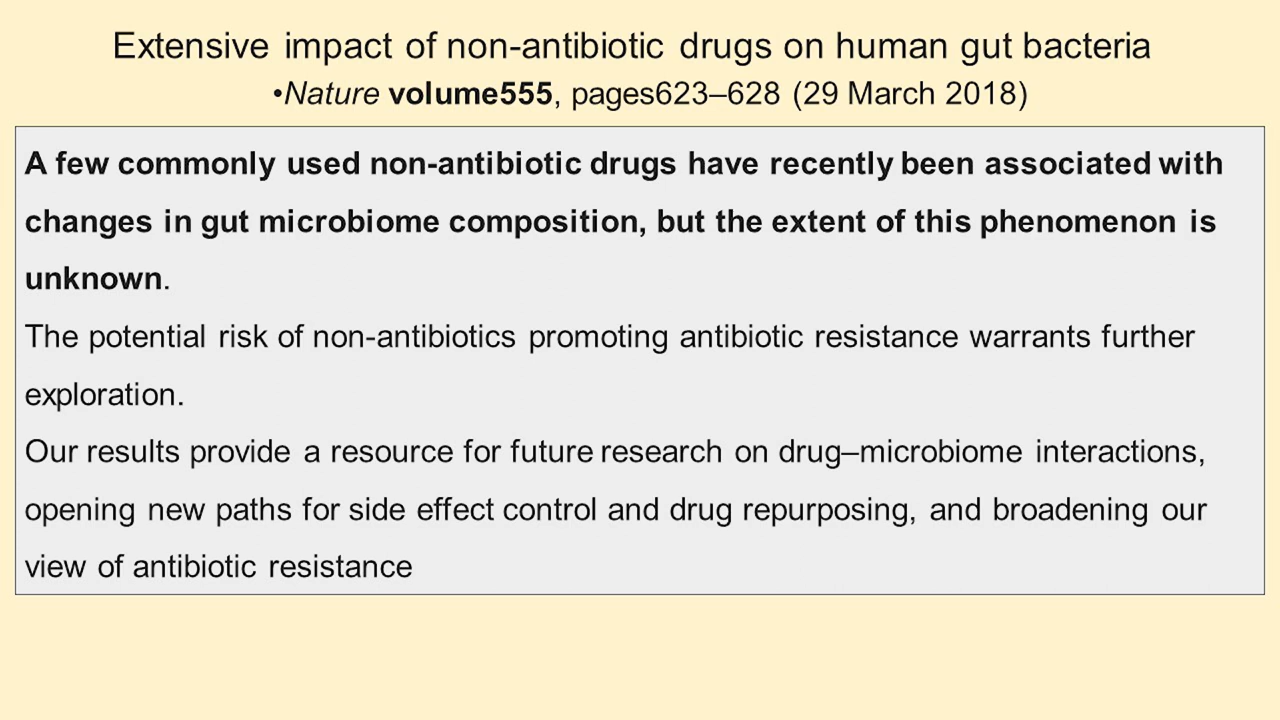 Extensive impact of non-antibiotic drugs on human gut bacteria
•Nature volume555, pages623–628 (29 March 2018)
A few commonly used non-antibiotic drugs have recently been associated with
changes in gut microbiome composition, but the extent of this phenomenon is
unknown.
The potential risk of non-antibiotics promoting antibiotic resistance warrants further
exploration.
Our results provide a resource for future research on drug–microbiome interactions,
opening new paths for side effect control and drug repurposing, and broadening our
view of antibiotic resistance